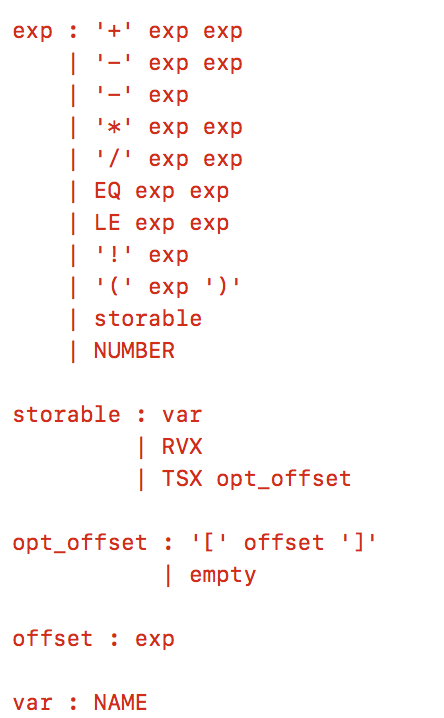 exp : '+' exp exp
| '-' exp exp
| '-' exp
| '*' exp exp
| '/' exp exp
| EQ exp exp
| LE exp exp
| '!' exp
| '(' exp ')'
| storable
| NUMBER
storable : var
| RVX
| TSX opt_offset
opt_offset : '[' offset ']'
| empty
offset : exp
var : NAME